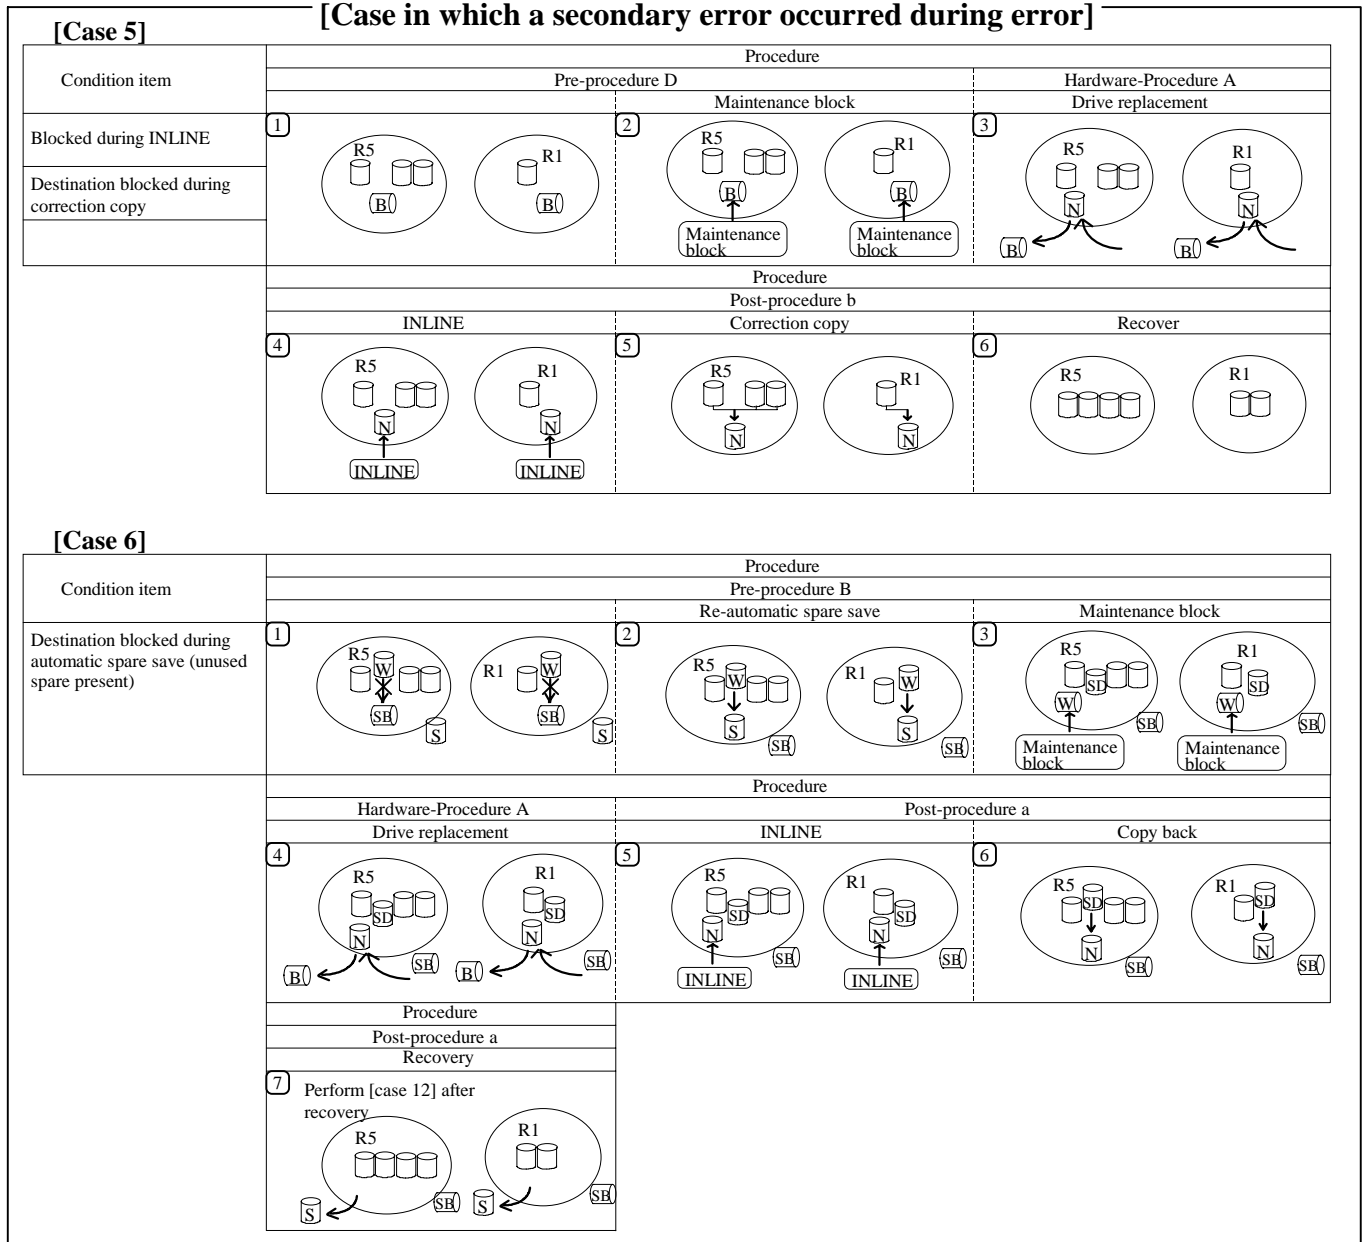 [Case in which a secondary error occurred during error]
[Case 5]
Condition item
Procedure
Pre-procedure D
Hardware-Procedure A
Maintenance block
Drive replacement
Blocked during INLINE
Destination blocked during
correction copy
1
R5
B
R1
B
2
R5
B
Maintenance
block
R1
B
Maintenance
block
3
R5
N
B
R1
N
B
Procedure
Post-procedure b
INLINE
Correction copy
Recover
4
R5
N
INLINE
R1
N
INLINE
5
R5
N
R1
N
6
R5
R1
[Case 6]
Condition item
Procedure
Pre-procedure B
Re-automatic spare save
Maintenance block
Destination blocked during
automatic spare save (unused
spare present)
1
R5
W
SB
S
R1
W
SB
S
2
R5
W
S
SB
R1
W
S
SB
3
R5
SD
W
SB
Maintenance
block
R1
SD
W
SB
Maintenance
block
Procedure
Hardware-Procedure A
Post-procedure a
Drive replacement
INLINE
Copy back
4
R5
SD
N
B
SB
R1
SD
N
B
SB
5
R5
SD
N
SB
INLINE
R1
SD
N
SB
INLINE
6
R5
SD
N
SB
R1
SD
N
SB
Procedure
Post-procedure a
Recovery
7
Perform [case 12] after
recovery
R5
S
SB
R1
S
SB